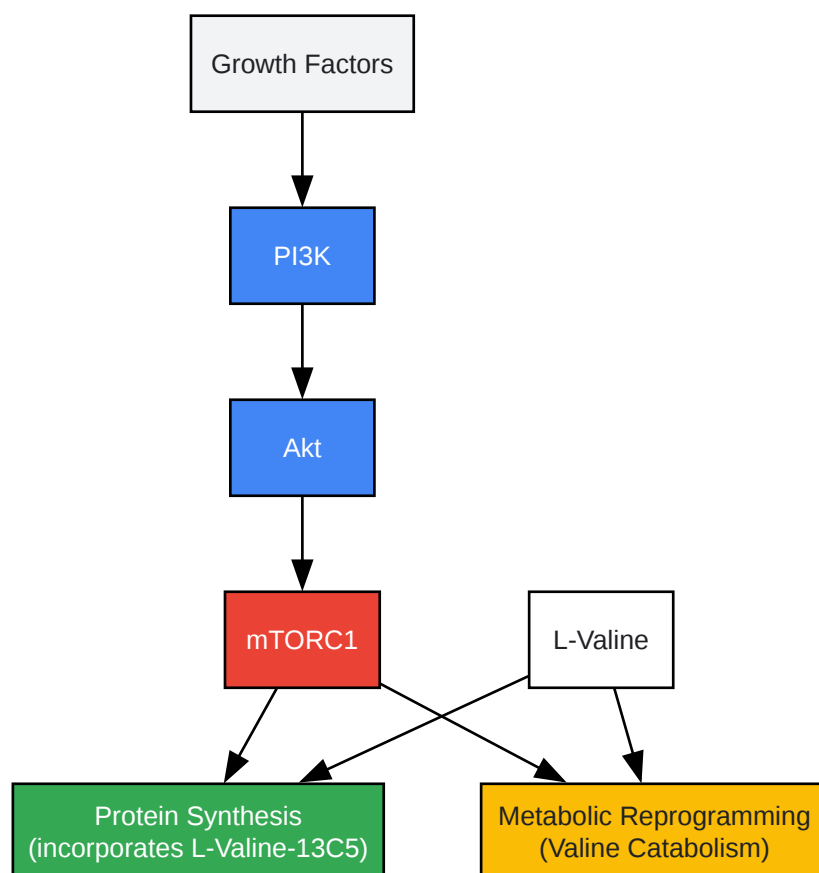 Growth Factors
PI3K
Akt
mTORC1
L-Valine
Protein Synthesis
(incorporates L-Valine-13C5)
Metabolic Reprogramming
(Valine Catabolism)